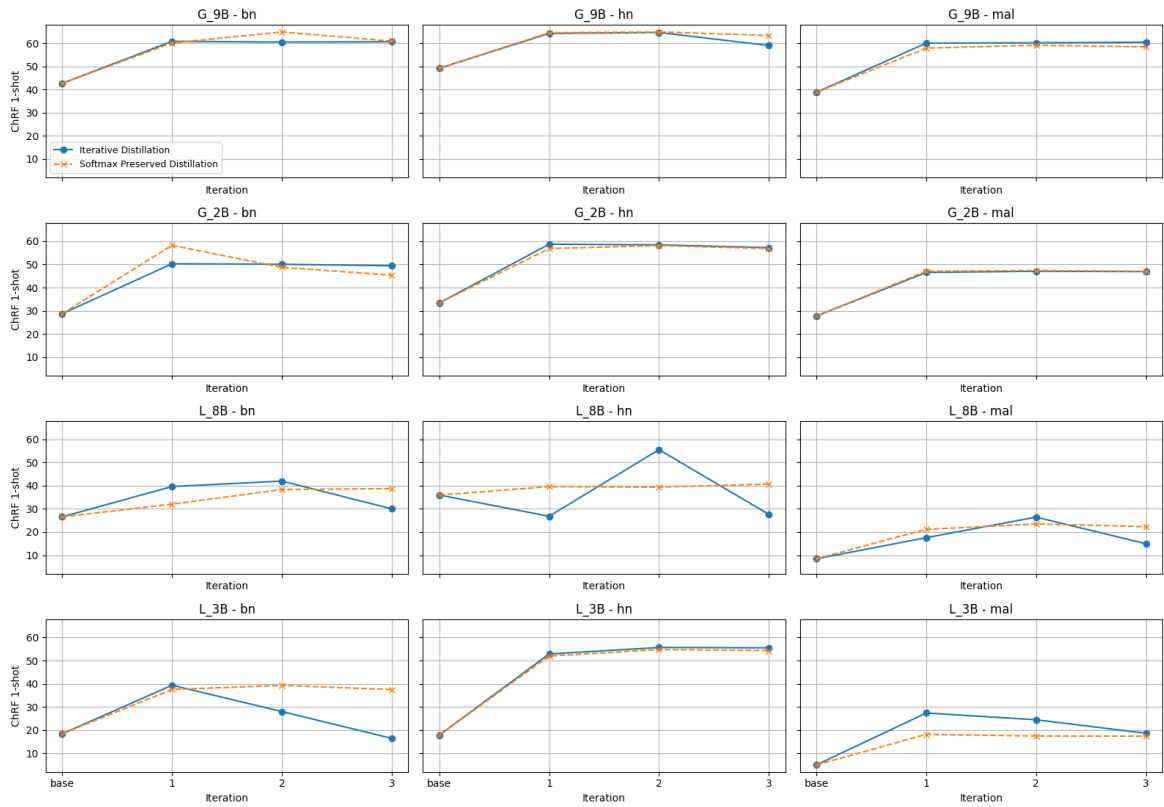 G_9B - bn
G_9B - hn
G_9B - mal
ChRF 1-shot
60
50
40
30
20
10
Iterative Distillation
Softmax Preserved Distillation
Iteration
Iteration
Iteration
G_2B - bn
G_2B - hn
G_2B - mal
ChRF 1-shot
60
50
40
30
20
10
Iteration
Iteration
Iteration
L_8B - bn
L_8B - hn
L_8B - mal
ChRF 1-shot
60
50
40
30
20
10
Iteration
Iteration
Iteration
L_3B - bn
L_3B - hn
L_3B - mal
ChRF 1-shot
60
50
40
30
20
10
base 1 2 3
base 1 2 3
base 1 2 3
Iteration
Iteration
Iteration